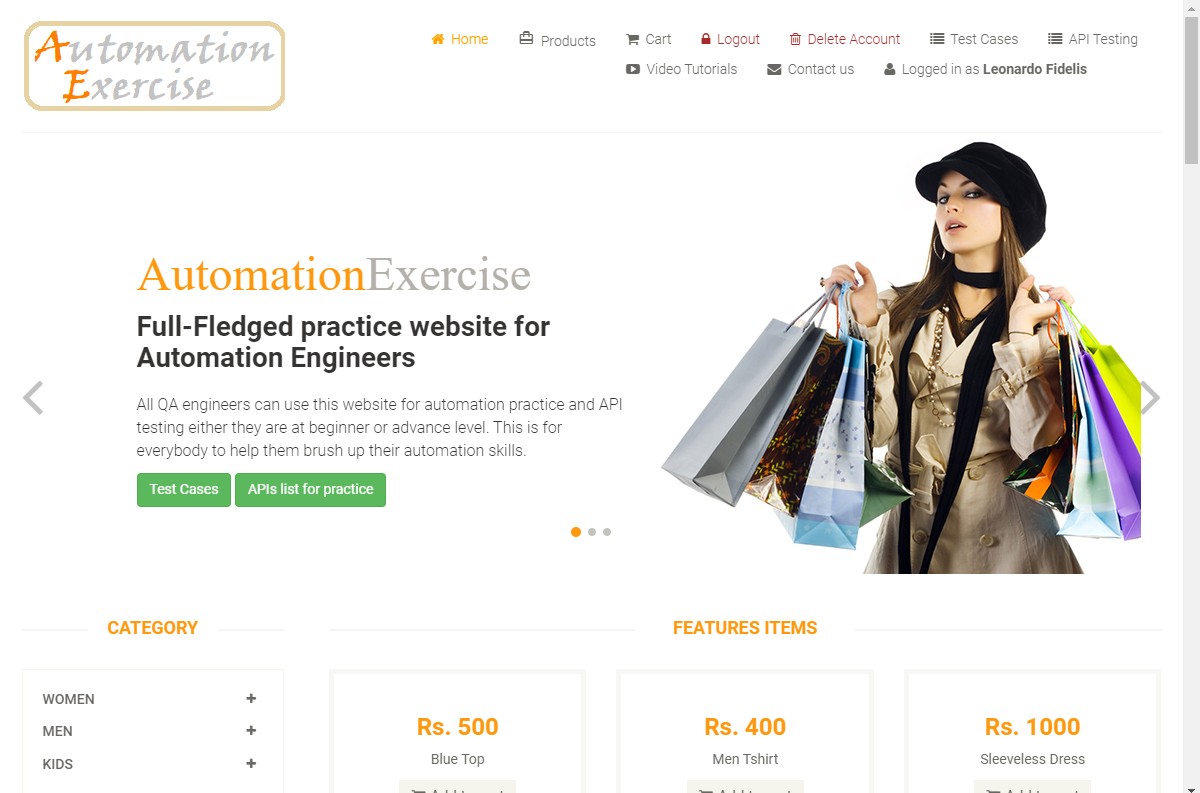 Automation
Exercise
Home
Products
Cart
Logout
Delete Account
Test Cases
API Testing
Video Tutorials
Contact us
Logged in as Leonardo Fidelis
AutomationExercise
Full-Fledged practice website for
Automation Engineers
All QA engineers can use this website for automation practice and API
testing either they are at beginner or advance level. This is for
everybody to help them brush up their automation skills.
Test Cases
APIs list for practice
CATEGORY
FEATURES ITEMS
WOMEN
MEN
KIDS
Rs. 500
Blue Top
Rs. 400
Men Tshirt
Rs. 1000
Sleeveless Dress